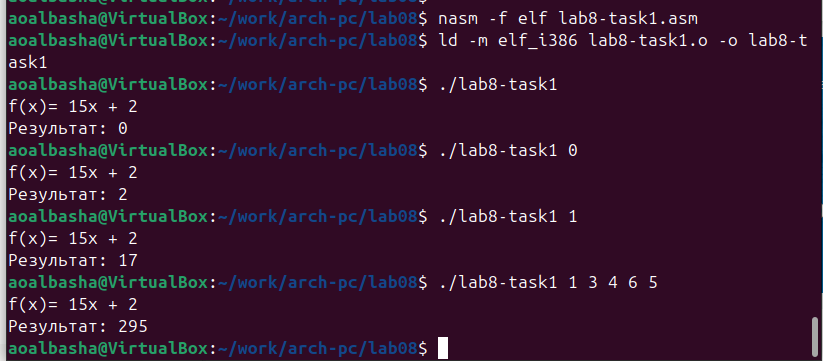 aoalbasha@VirtualBox:~/work/arch-pc/lab08$ nasm -f elf lab8-task1.asm
aoalbasha@VirtualBox:~/work/arch-pc/lab08$ ld -m elf_i386 lab8-task1.o -o lab8-t
ask1
aoalbasha@VirtualBox:~/work/arch-pc/lab08$ ./lab8-task1
f(x)= 15x + 2
Результат: 0
aoalbasha@VirtualBox:~/work/arch-pc/lab08$ ./lab8-task1 0
f(x)= 15x + 2
Результат: 2
aoalbasha@VirtualBox:~/work/arch-pc/lab08$ ./lab8-task1 1
f(x)= 15x + 2
Результат: 17
aoalbasha@VirtualBox:~/work/arch-pc/lab08$ ./lab8-task1 1 3 4 6 5
f(x)= 15x + 2
Результат: 295
aoalbasha@VirtualBox:~/work/arch-pc/lab08$